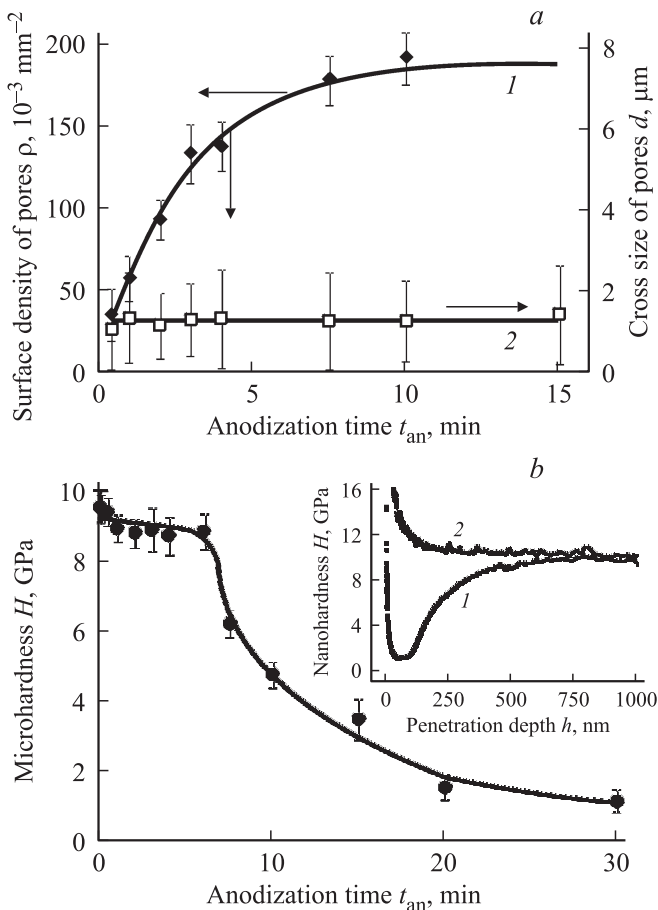 a
200
150
100
50
0
Surface density of pores ρ, 10⁻³ mm⁻²
8
6
4
2
0
Cross size of pores d, μm
1
2
0 5 10 15
Anodization time tₐₙ, min
b
10
8
6
4
2
0
Microhardness H, GPa
16
12
8
4
0
Nanohardness H, GPa
2
1
0 250 500 750 1000
Penetration depth h, nm
0 10 20 30
Anodization time tₐₙ, min